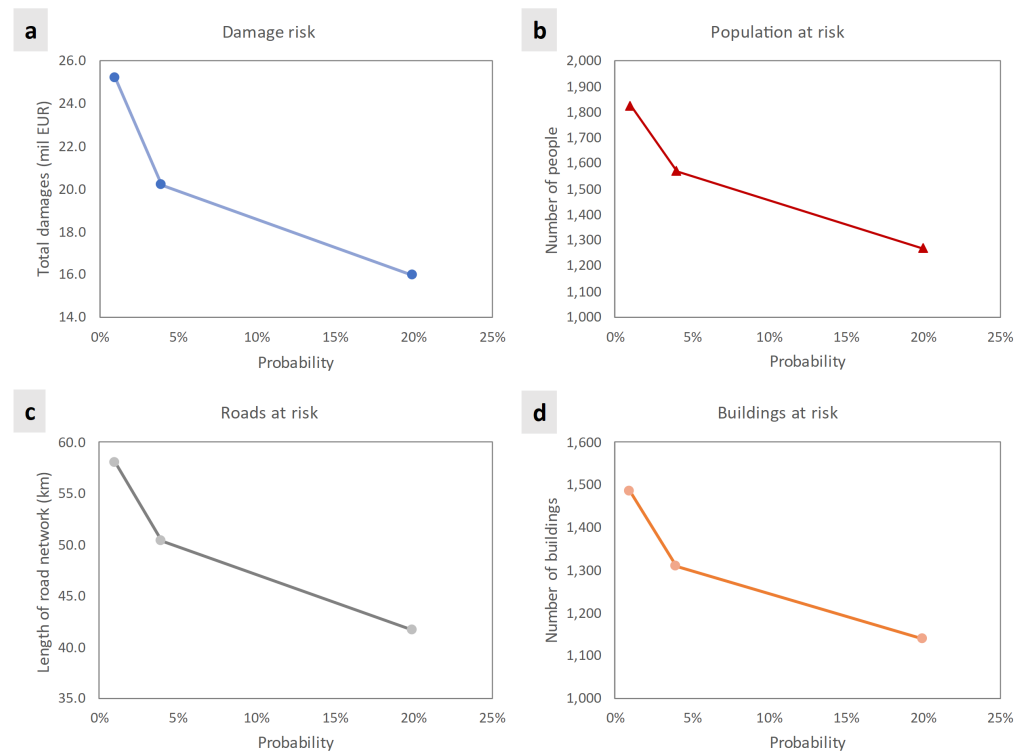 a
Damage risk
26.0
24.0
22.0
20.0
18.0
16.0
14.0
Total damages (mil EUR)
0% 5% 10% 15% 20% 25%
Probability
b
Population at risk
2,000
1,900
1,800
1,700
1,600
1,500
1,400
1,300
1,200
1,100
1,000
Number of people
0% 5% 10% 15% 20% 25%
Probability
c
Roads at risk
60.0
55.0
50.0
45.0
40.0
35.0
Length of road network (km)
0% 5% 10% 15% 20% 25%
Probability
d
Buildings at risk
1,600
1,500
1,400
1,300
1,200
1,100
1,000
Number of buildings
0% 5% 10% 15% 20% 25%
Probability